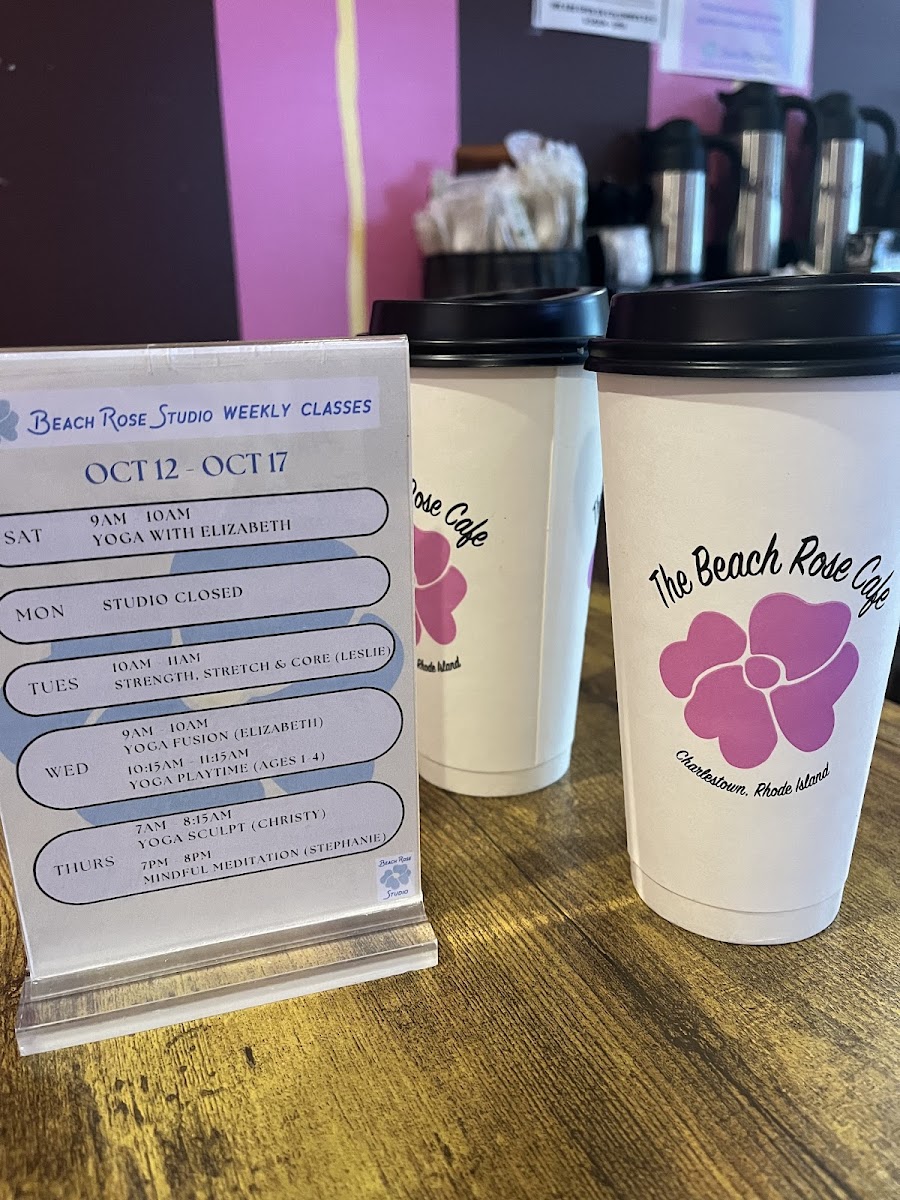 BEACH ROSE STUDIO WEEKLY CLASSES
OCT 12 - OCT 17
SAT
9AM - 10AM
YOGA WITH ELIZABETH
MON
STUDIO CLOSED
TUES
10AM - 11AM
STRENGTH, STRETCH & CORE (LESLIE)
WED
9AM - 10AM
YOGA FUSION (ELIZABETH)
10:15AM - 11:15AM
YOGA PLAYTIME (AGES 1-4)
THURS
7AM - 8:15AM
YOGA SCULPT (CHRISTY)
7PM - 8PM
MINDFUL MEDITATION (STEPHANIE)
BEACH ROSE
STUDIO
Rose Cafe
Rhode Island
The Beach Rose Cafe
Charlestown, Rhode Island